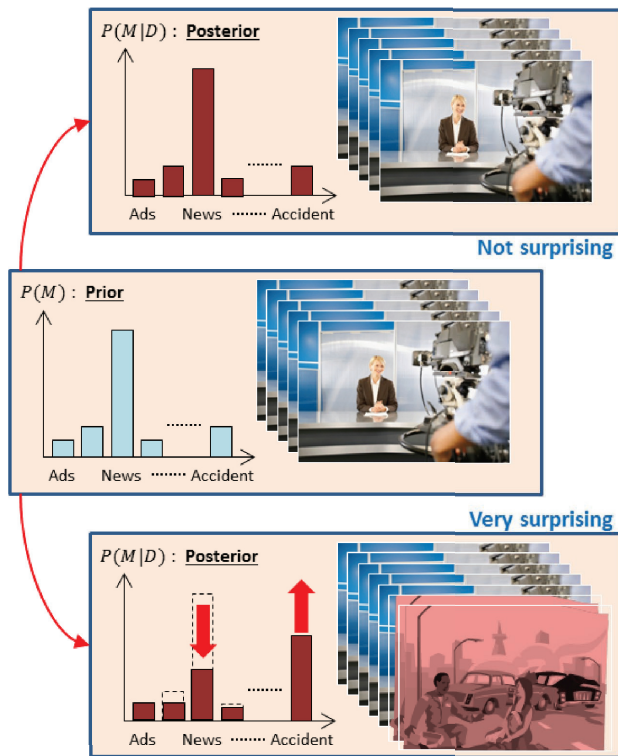 P(M|D) : Posterior
Ads News ........ Accident
Not surprising
P(M) : Prior
Ads News ........ Accident
Very surprising
P(M|D) : Posterior
Ads News ........ Accident